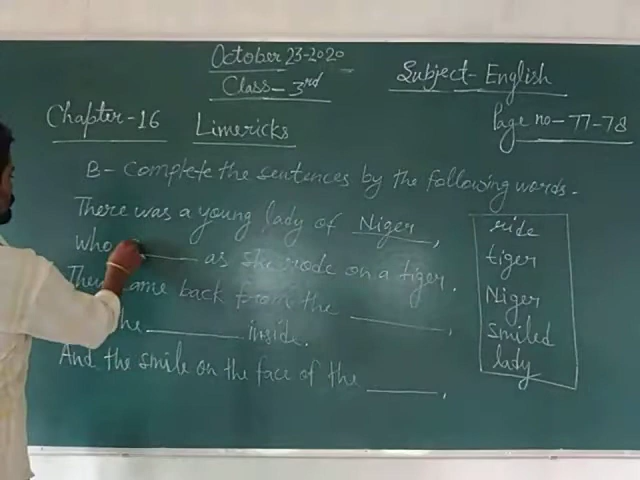 October 23-2020
Class - 3rd
Subject - English
Chapter - 16
Limericks
Page no - 77-78
B - Complete the sentences by the following words.
There was a young lady of Niger,
Who ______ as she rode on a tiger.
They came back from the ______,
the ______ inside.
And the smile on the face of the ______,
ride
tiger
Niger
smiled
lady